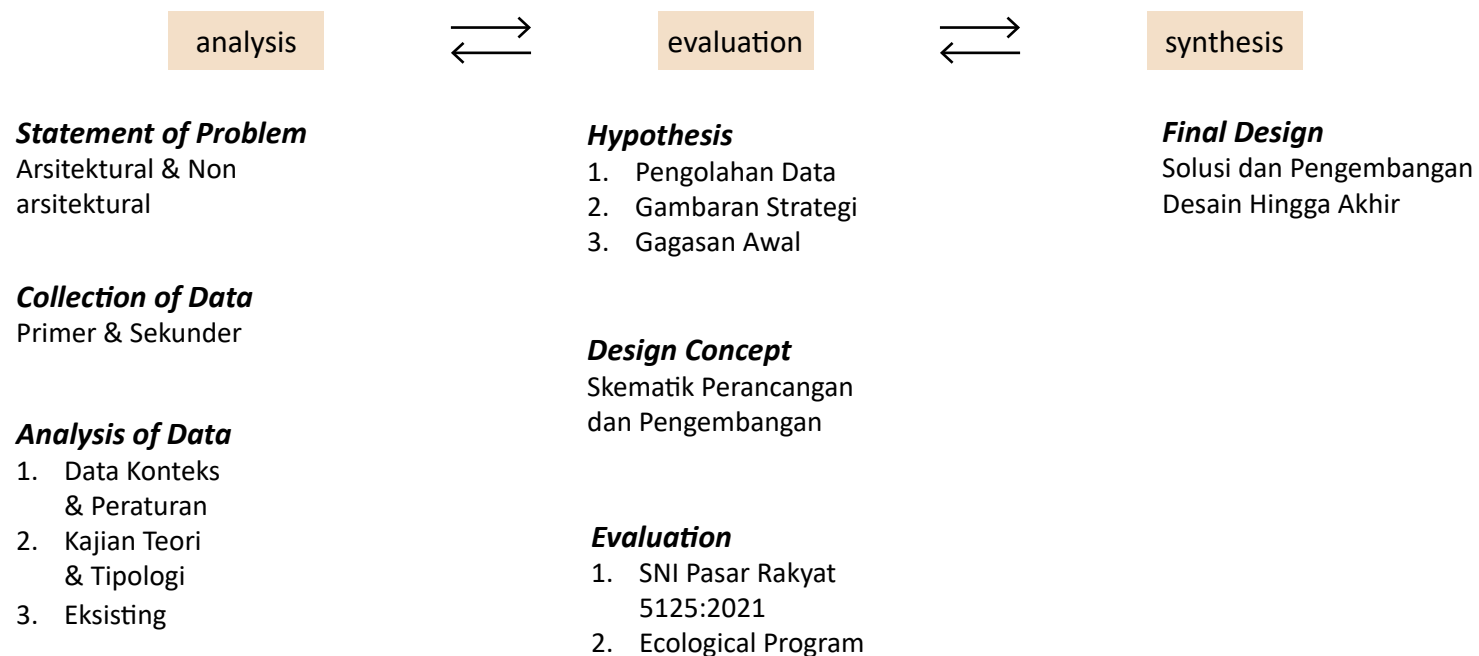 analysis
evaluation
synthesis
Statement of Problem
Arsitektural & Non
arsitektural
Collection of Data
Primer & Sekunder
Analysis of Data
1. Data Konteks
& Peraturan
2. Kajian Teori
& Tipologi
3. Eksisting
Hypothesis
1. Pengolahan Data
2. Gambaran Strategi
3. Gagasan Awal
Design Concept
Skematik Perancangan
dan Pengembangan
Evaluation
1. SNI Pasar Rakyat
5125:2021
2. Ecological Program
Final Design
Solusi dan Pengembangan
Desain Hingga Akhir